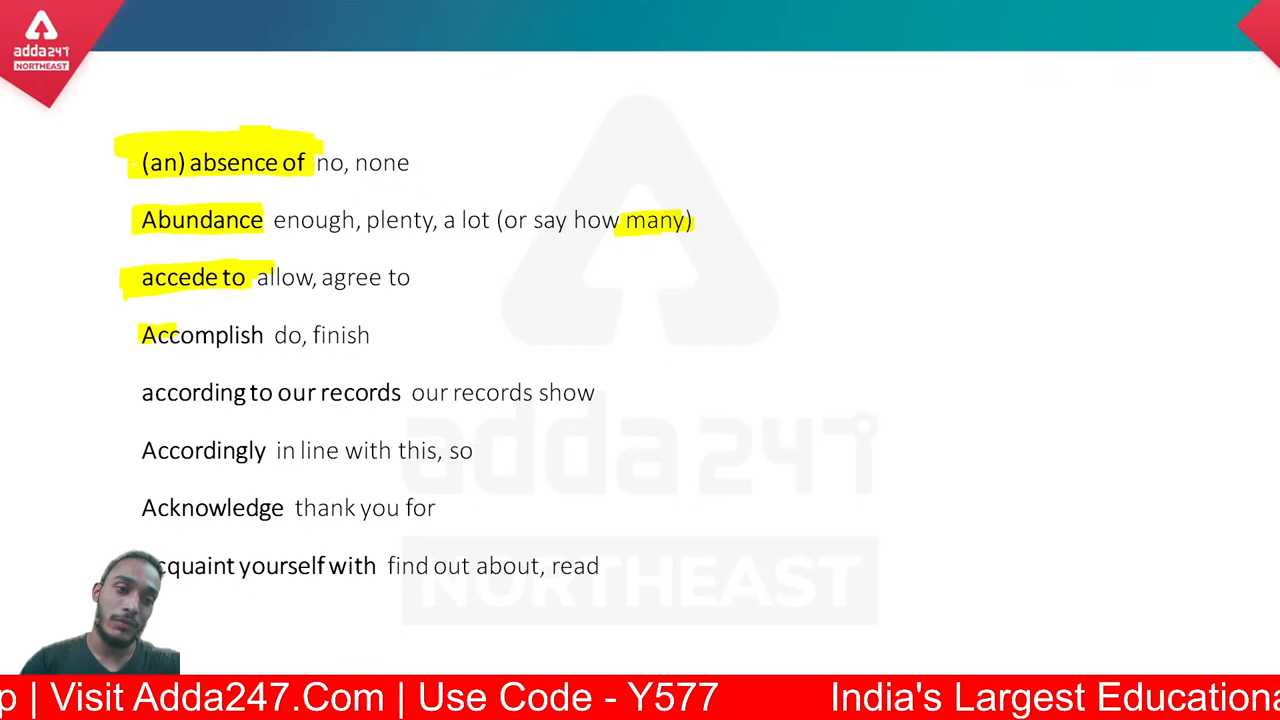 adda247
NORTHEAST
(an) absence of no, none
Abundance enough, plenty, a lot (or say how many)
accede to allow, agree to
Accomplish do, finish
according to our records our records show
Accordingly in line with this, so
Acknowledge thank you for
cquaint yourself with find out about, read
adda247
NORTHEAST
p | Visit Adda247.Com | Use Code - Y577 India's Largest Educationa